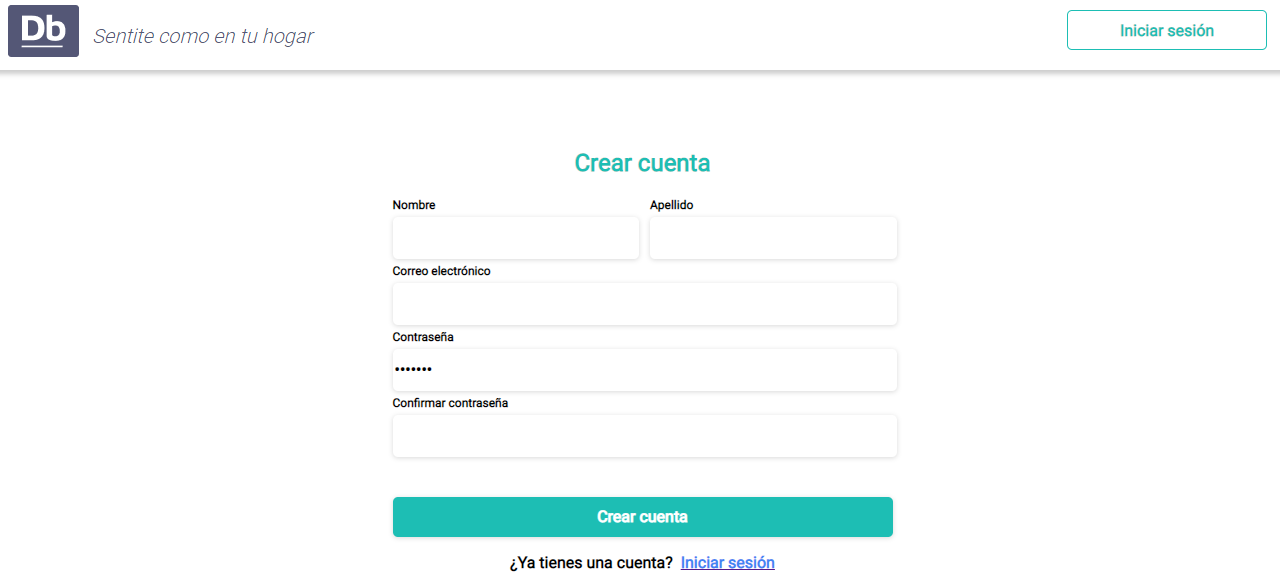 Db
Sentite como en tu hogar
Iniciar sesión
Crear cuenta
Nombre
Apellido
Correo electrónico
Contraseña
•••••••
Confirmar contraseña
Crear cuenta
¿Ya tienes una cuenta? Iniciar sesión